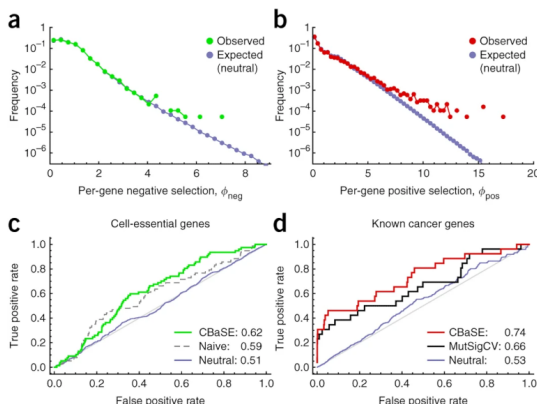 a
1
10⁻¹
10⁻²
10⁻³
10⁻⁴
10⁻⁵
10⁻⁶
Frequency
Observed
Expected
(neutral)
0 2 4 6 8
Per-gene negative selection, ϕneg
b
1
10⁻¹
10⁻²
10⁻³
10⁻⁴
10⁻⁵
10⁻⁶
Frequency
Observed
Expected
(neutral)
0 5 10 15 20
Per-gene positive selection, ϕpos
c
Cell-essential genes
1.0
0.8
0.6
0.4
0.2
0.0
True positive rate
CBaSE: 0.62
Naive: 0.59
Neutral: 0.51
0.0 0.2 0.4 0.6 0.8 1.0
False positive rate
d
Known cancer genes
1.0
0.8
0.6
0.4
0.2
0.0
True positive rate
CBaSE: 0.74
MutSigCV: 0.66
Neutral: 0.53
0.0 0.2 0.4 0.6 0.8 1.0
False positive rate